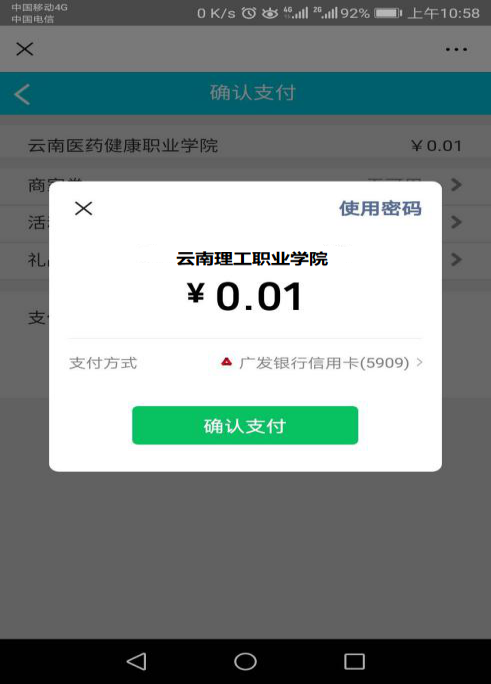 中国移动4G
中国电信
0 K/s 4G 2G 92% 上午10:58
确认支付
云南医药健康职业学院 ￥0.01
使用密码
云南理工职业学院
￥0.01
支付方式 广发银行信用卡(5909)
确认支付